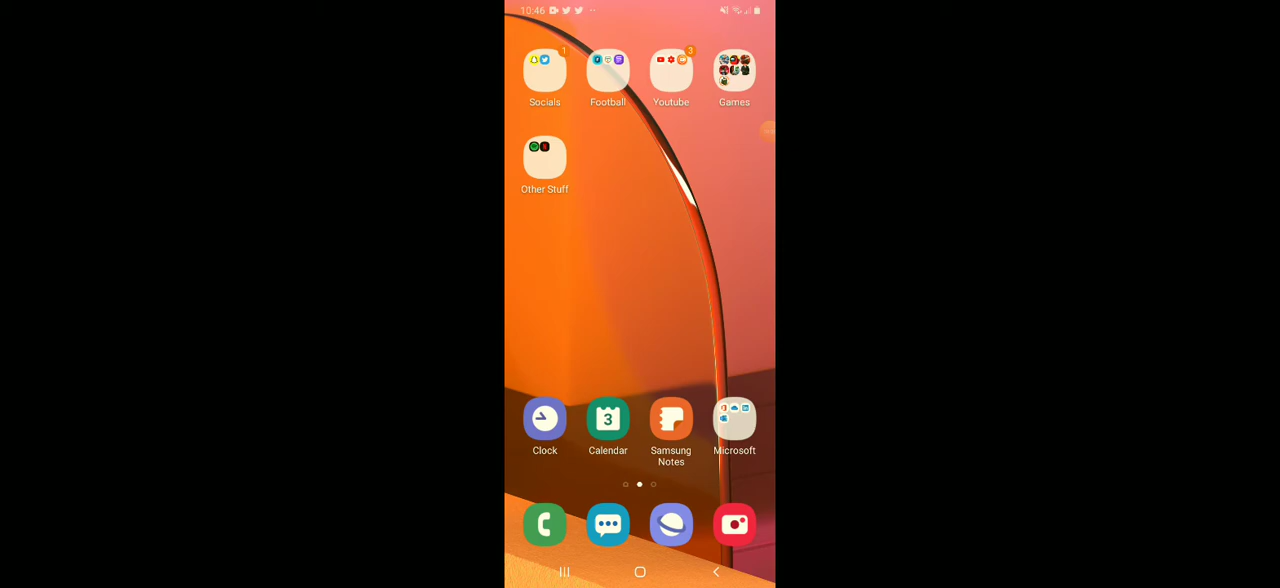 10:46
1
3
Socials Football Youtube Games
Other Stuff
3
Clock Calendar Samsung Microsoft
Notes